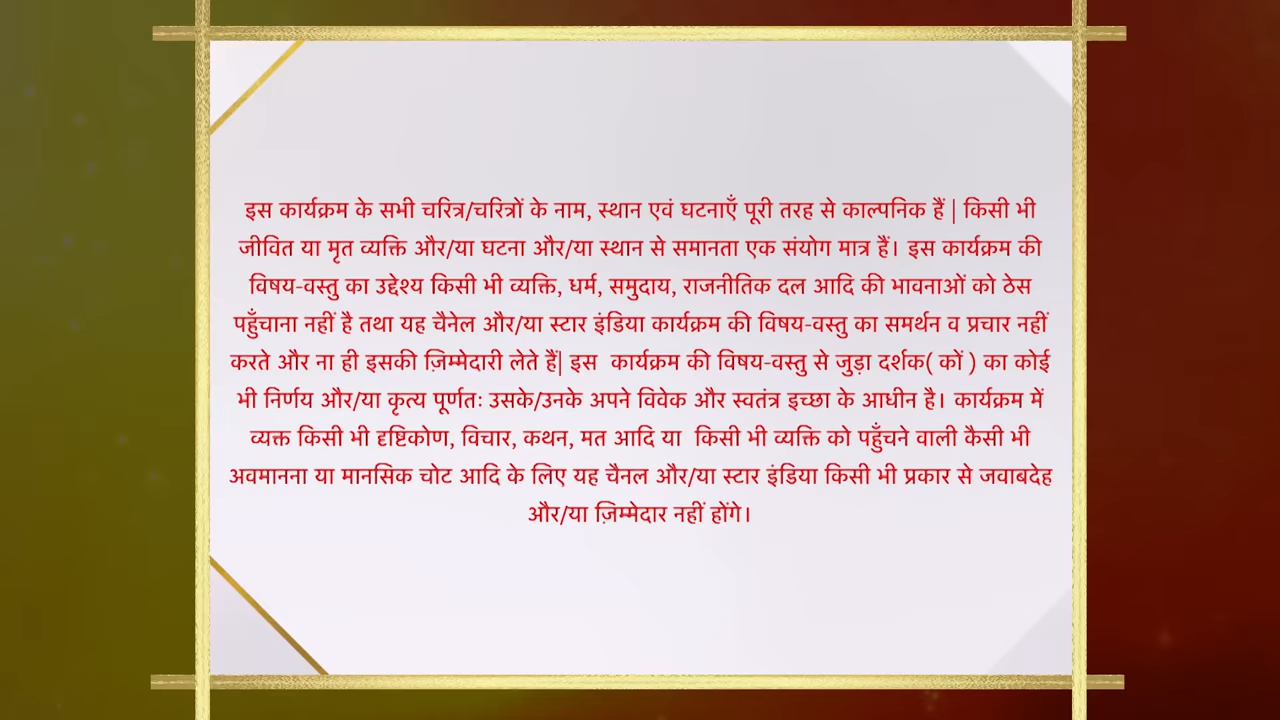 इस कार्यक्रम के सभी चरित्र/चरित्रों के नाम, स्थान एवं घटनाएँ पूरी तरह से काल्पनिक हैं | किसी भी
जीवित या मृत व्यक्ति और/या घटना और/या स्थान से समानता एक संयोग मात्र हैं। इस कार्यक्रम की
विषय-वस्तु का उद्देश्य किसी भी व्यक्ति, धर्म, समुदाय, राजनीतिक दल आदि की भावनाओं को ठेस
पहुँचाना नहीं है तथा यह चैनेल और/या स्टार इंडिया कार्यक्रम की विषय-वस्तु का समर्थन व प्रचार नहीं
करते और ना ही इसकी ज़िम्मेदारी लेते हैं| इस  कार्यक्रम की विषय-वस्तु से जुड़ा दर्शक( कों ) का कोई
भी निर्णय और/या कृत्य पूर्णतः उसके/उनके अपने विवेक और स्वतंत्र इच्छा के आधीन है। कार्यक्रम में
व्यक्त किसी भी दृष्टिकोण, विचार, कथन, मत आदि या  किसी भी व्यक्ति को पहुँचने वाली कैसी भी
अवमानना या मानसिक चोट आदि के लिए यह चैनल और/या स्टार इंडिया किसी भी प्रकार से जवाबदेह
और/या ज़िम्मेदार नहीं होंगे।